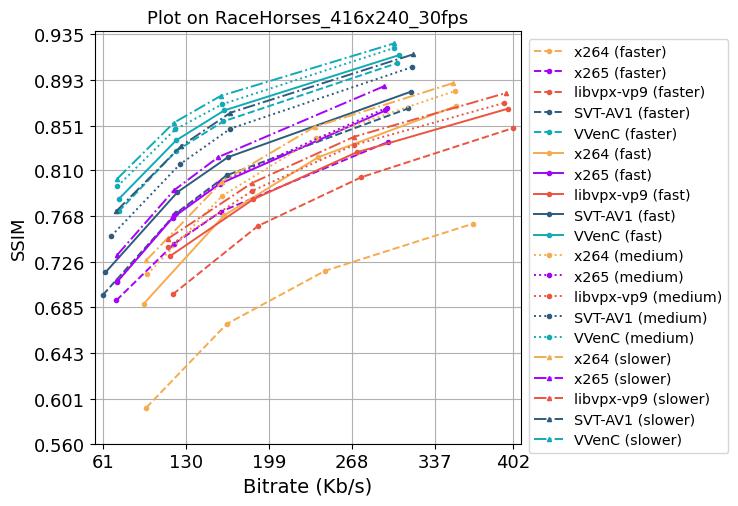 Plot on RaceHorses_416x240_30fps
0.935
0.893
0.851
0.810
0.768
0.726
0.685
0.643
0.601
0.560
SSIM
61 130 199 268 337 402
Bitrate (Kb/s)
x264 (faster)
x265 (faster)
libvpx-vp9 (faster)
SVT-AV1 (faster)
VVenC (faster)
x264 (fast)
x265 (fast)
libvpx-vp9 (fast)
SVT-AV1 (fast)
VVenC (fast)
x264 (medium)
x265 (medium)
libvpx-vp9 (medium)
SVT-AV1 (medium)
VVenC (medium)
x264 (slower)
x265 (slower)
libvpx-vp9 (slower)
SVT-AV1 (slower)
VVenC (slower)